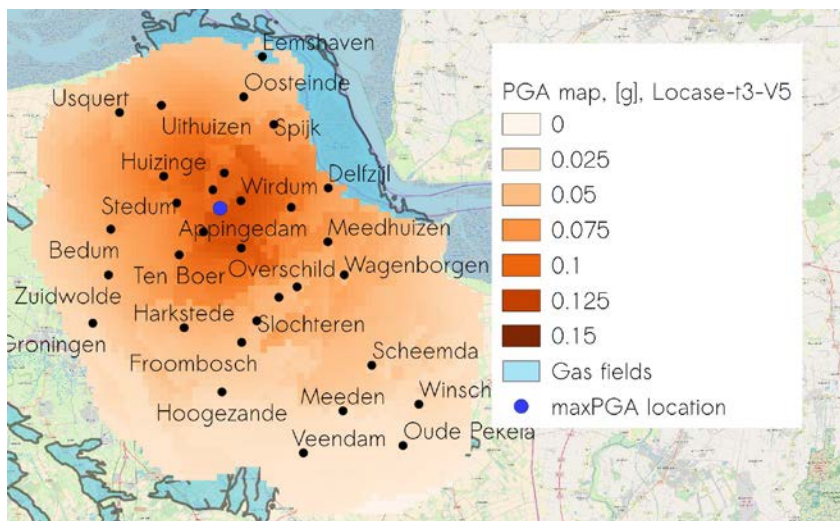 Eemshaven
Oosteinde
Usquert
Uithuizen
Spijk
Huizinge
Delfzijl
Wirdum
Stedum
Appingedam
Meedhuizen
Bedum
Ten Boer
Overschild
Wagenborgen
Zuidwolde
Harkstede
Slochteren
Groningen
Froombosch
Scheemda
Hoogezande
Meeden
Winsch
Veendam
Oude Pekela
PGA map, [g], Locase-t3-V5
0
0.025
0.05
0.075
0.1
0.125
0.15
Gas fields
maxPGA location